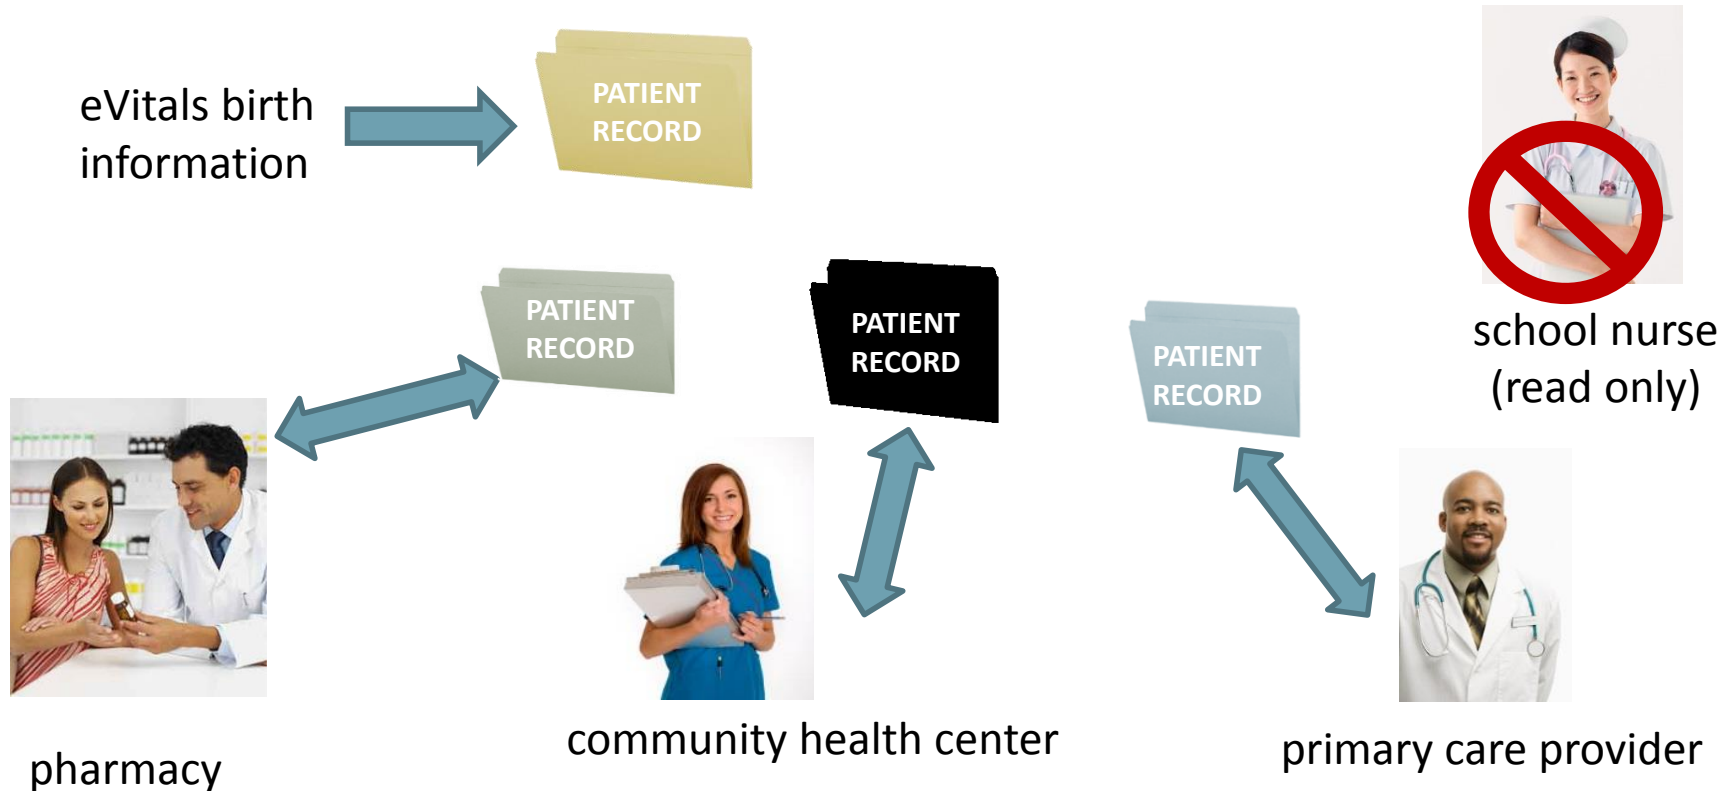 eVitals birth
information
PATIENT
RECORD
PATIENT
RECORD
PATIENT
RECORD
PATIENT
RECORD
school nurse
(read only)
pharmacy
community health center
primary care provider